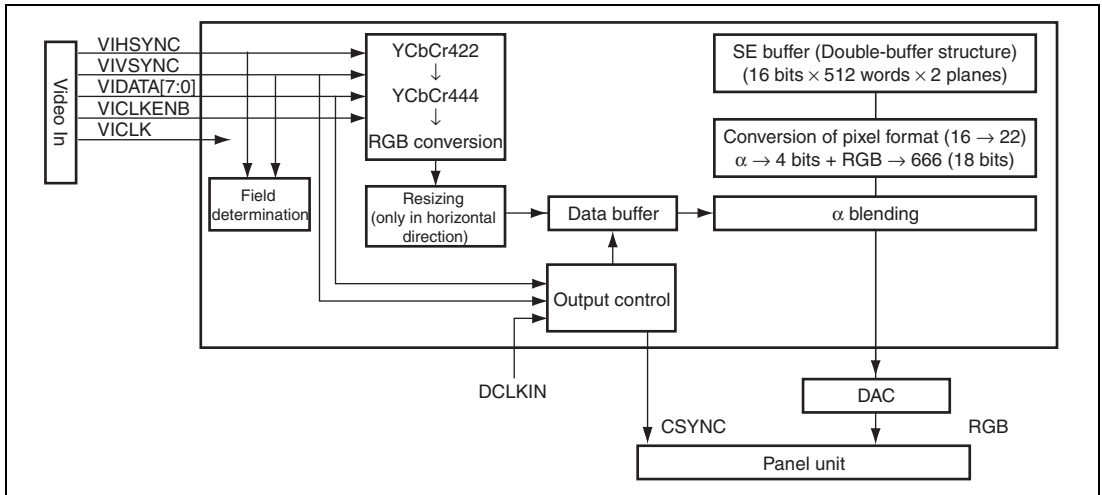 Video In
VIHSYNC
VIVSYNC
VIDATA[7:0]
VICLKENB
VICLK
YCbCr422
↓
YCbCr444
↓
RGB conversion
SE buffer (Double-buffer structure)
(16 bits × 512 words × 2 planes)
Conversion of pixel format (16 → 22)
α → 4 bits + RGB → 666 (18 bits)
Field
determination
Resizing
(only in horizontal
direction)
Data buffer
α blending
Output control
DCLKIN
DAC
CSYNC
RGB
Panel unit